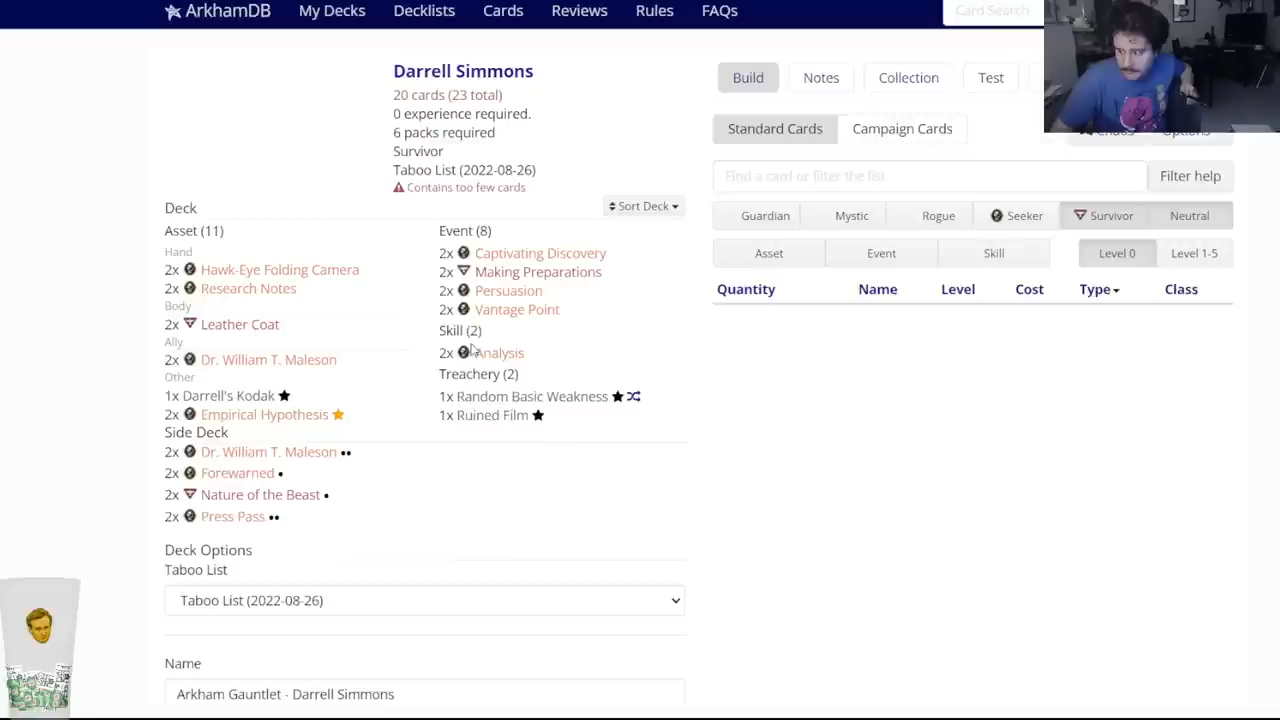 ArkhamDB My Decks Decklists Cards Reviews Rules FAQs Card Search
Darrell Simmons
20 cards (23 total)
0 experience required.
6 packs required
Survivor
Taboo List (2022-08-26)
Contains too few cards
Sort Deck
Deck
Asset (11)
Hand
2x Hawk-Eye Folding Camera
2x Research Notes
Body
2x Leather Coat
Ally
2x Dr. William T. Maleson
Other
1x Darrell's Kodak
2x Empirical Hypothesis
Event (8)
2x Captivating Discovery
2x Making Preparations
2x Persuasion
2x Vantage Point
Skill (2)
2x Analysis
Treachery (2)
1x Random Basic Weakness
1x Ruined Film
Side Deck
2x Dr. William T. Maleson
2x Forewarned
2x Nature of the Beast
2x Press Pass
Deck Options
Taboo List
Taboo List (2022-08-26)
Name
Arkham Gauntlet - Darrell Simmons
Build Notes Collection Test
Standard Cards Campaign Cards
Chaos Options
Find a card or filter the list Filter help
Guardian Mystic Rogue Seeker Survivor Neutral
Asset Event Skill Level 0 Level 1-5
Quantity Name Level Cost Type Class